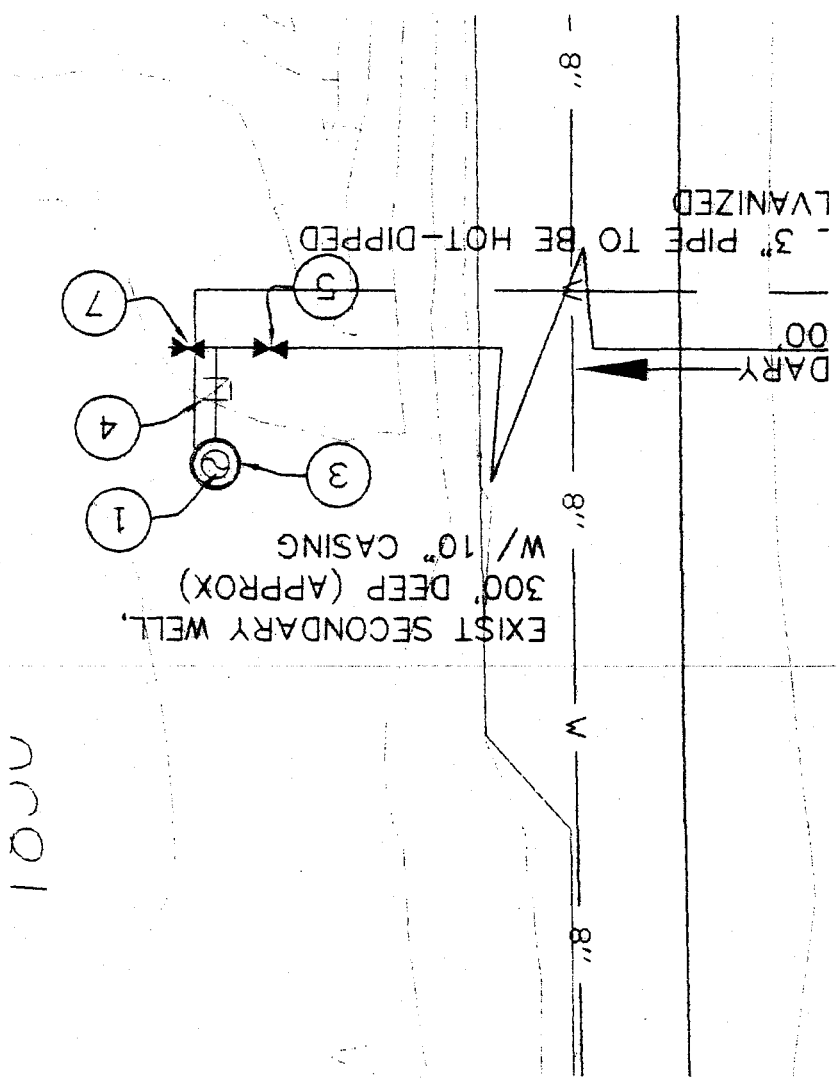 8"
W
EXIST SECONDARY WELL,
300' DEEP (APPROX)
W/ 10" CASING
8"
1
3
4
DARY
00'
7
5
3" PIPE TO BE HOT-DIPPED
LVANIZED
8"